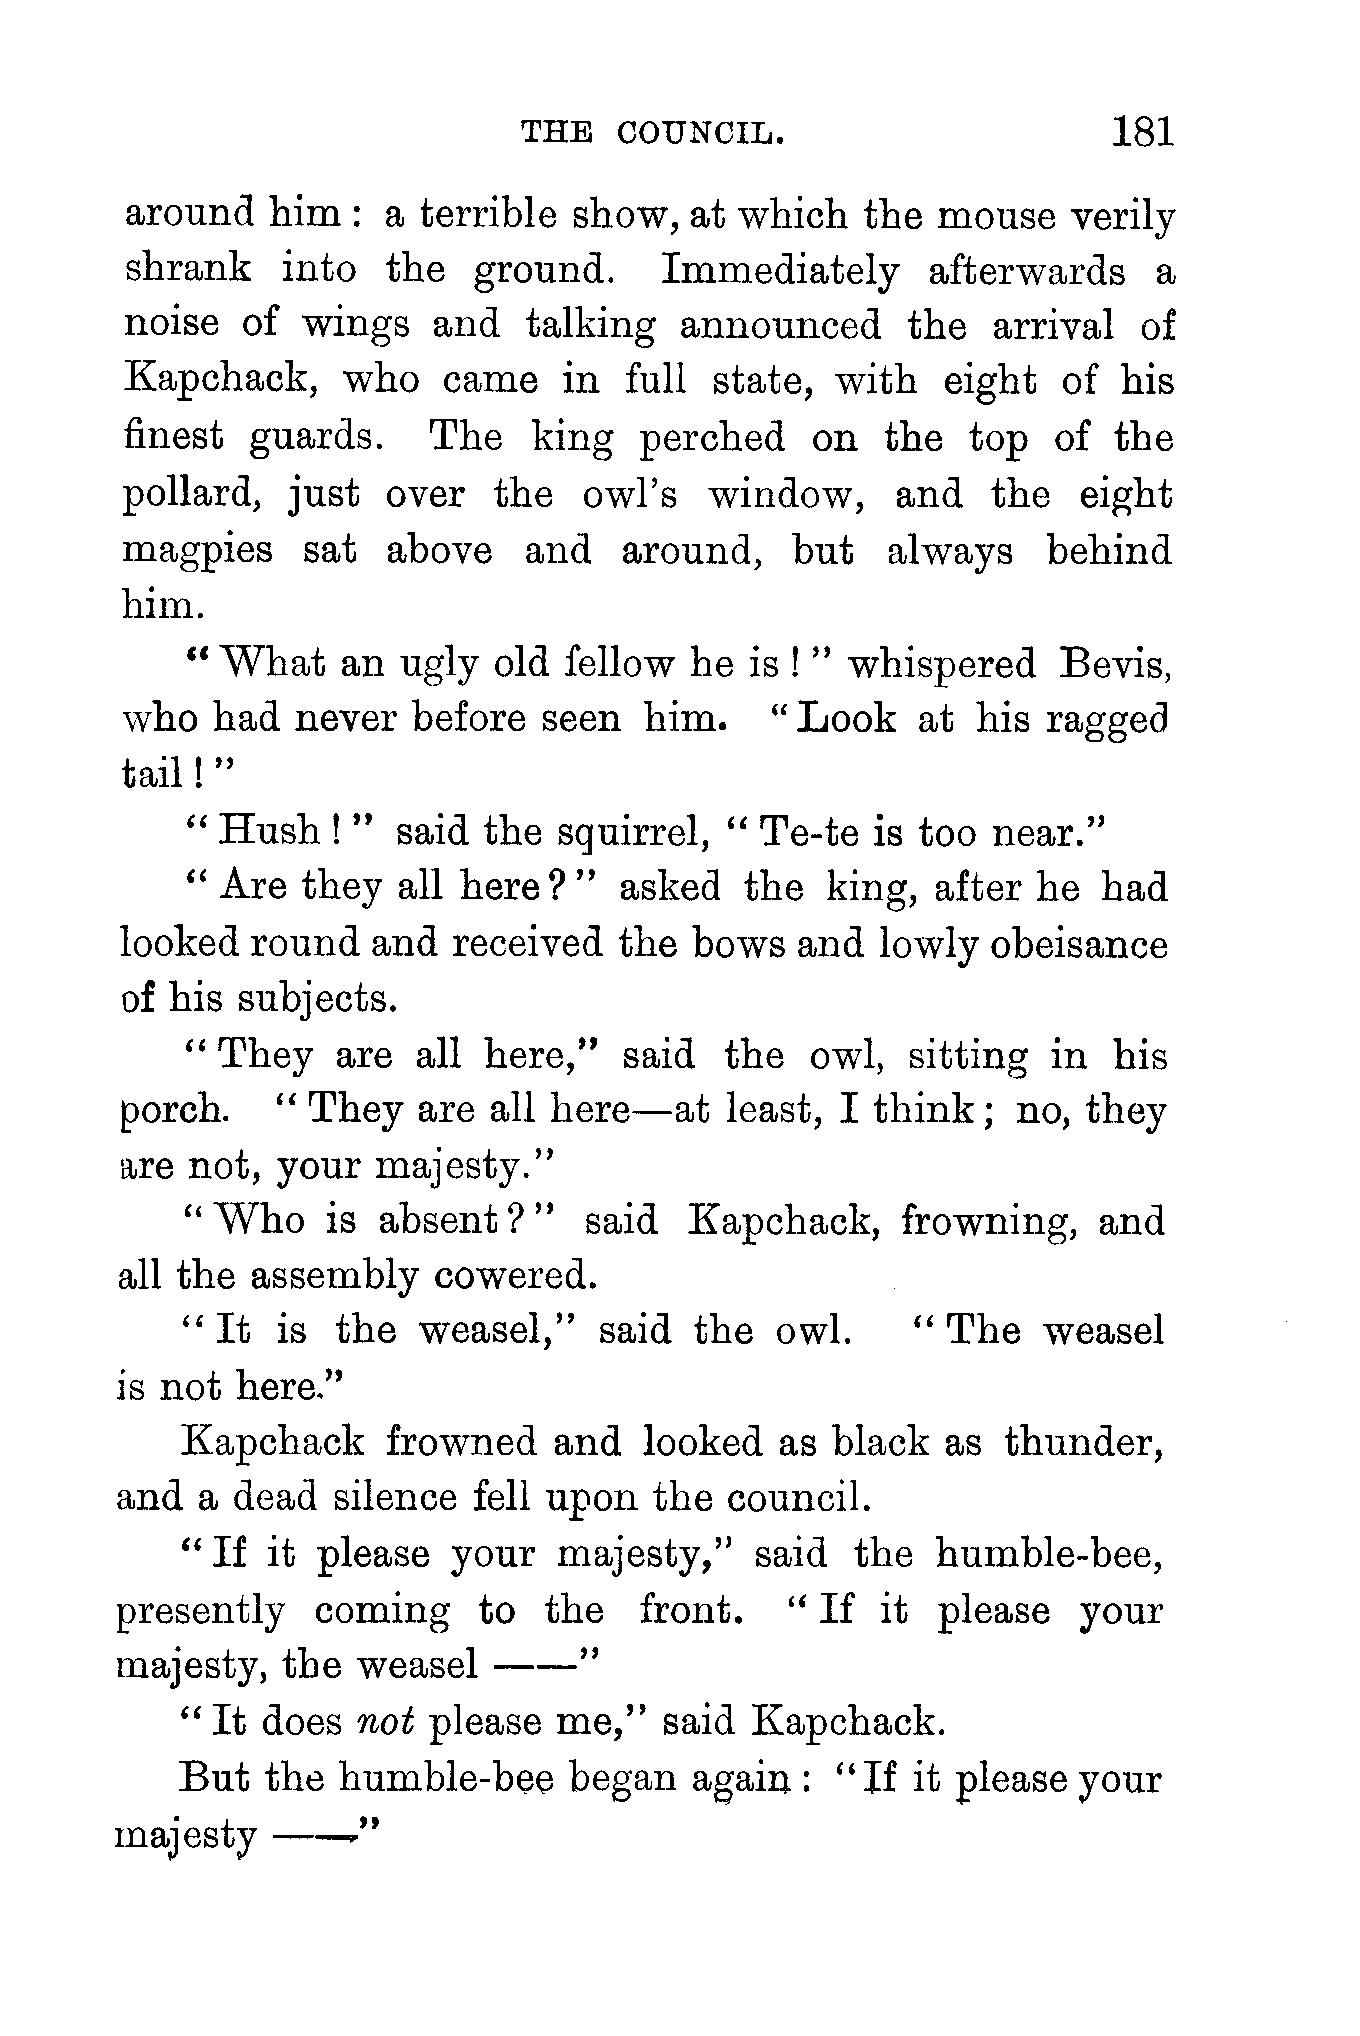 THE COUNCIL. 181
around him : a terrible show, at which the mouse verily
shrank into the ground. Immediately afterwards a
noise of wings and talking announced the arrival of
Kapchack, who came in full state, with eight of his
finest guards. The king perched on the top of the
pollard, just over the owl's window, and the eight
magpies sat above and around, but always behind
him.
“ What an ugly old fellow he is ! ” whispered Bevis,
who had never before seen him. “ Look at his ragged
tail ! ”
“ Hush ! ” said the squirrel, “ Te-te is too near.”
“ Are they all here ? ” asked the king, after he had
looked round and received the bows and lowly obeisance
of his subjects.
“ They are all here,” said the owl, sitting in his
porch. “ They are all here—at least, I think ; no, they
are not, your majesty.”
“ Who is absent ? ” said Kapchack, frowning, and
all the assembly cowered.
“ It is the weasel,” said the owl. “ The weasel
is not here.”
Kapchack frowned and looked as black as thunder,
and a dead silence fell upon the council.
“ If it please your majesty,” said the humble-bee,
presently coming to the front. “ If it please your
majesty, the weasel ——”
“ It does not please me,” said Kapchack.
But the humble-bee began again : “ If it please your
majesty ——”